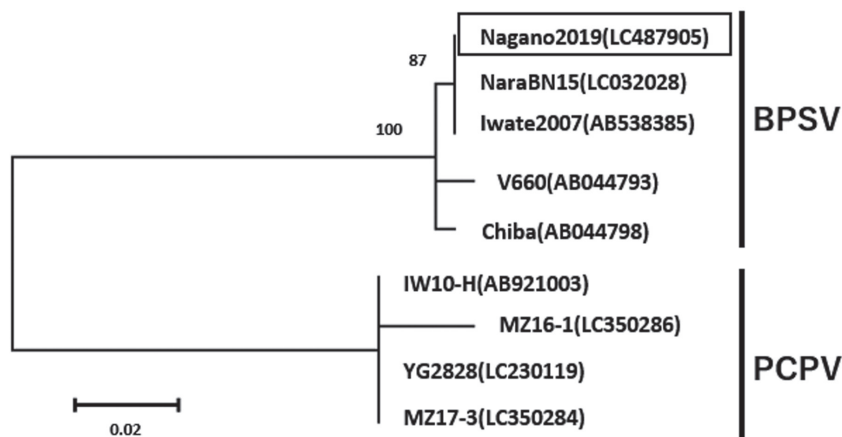 Nagano2019(LC487905)
87
NaraBN15(LC032028)
Iwate2007(AB538385)
BPSV
100
V660(AB044793)
Chiba(AB044798)
IW10-H(AB921003)
MZ16-1(LC350286)
YG2828(LC230119)
PCPV
MZ17-3(LC350284)
0.02